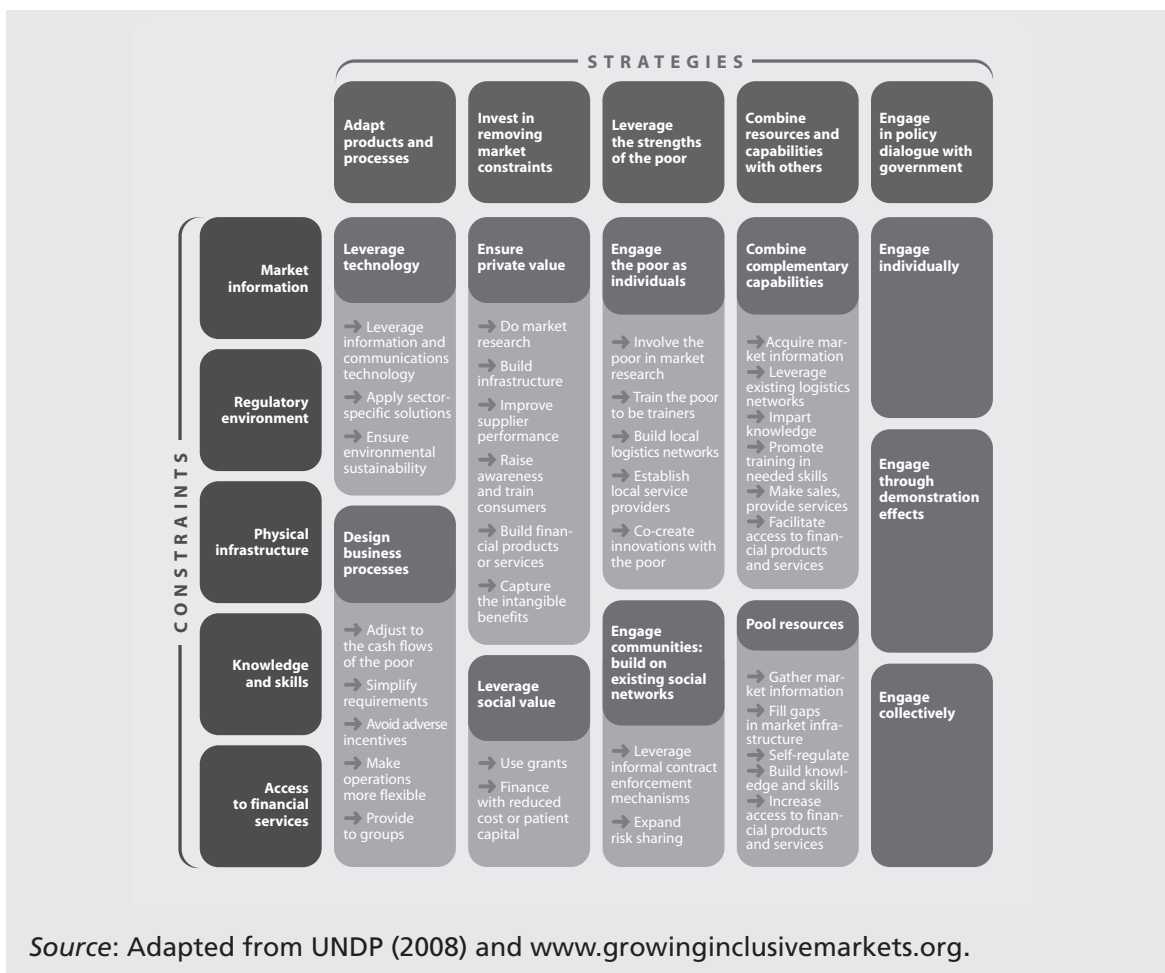 STRATEGIES
Adapt
products and
processes
Invest in
removing
market
constraints
Leverage
the strengths
of the poor
Combine
resources and
capabilities
with others
Engage
in policy
dialogue with
government
CONSTRAINTS
Market
information
Regulatory
environment
Physical
infrastructure
Knowledge
and skills
Access
to financial
services
Leverage
technology
→ Leverage
information and
communications
technology
→ Apply sector-
specific solutions
→ Ensure
environmental
sustainability
Design
business
processes
→ Adjust to
the cash flows
of the poor
→ Simplify
requirements
→ Avoid adverse
incentives
→ Make
operations
more flexible
→ Provide
to groups
Ensure
private value
→ Do market
research
→ Build
infrastructure
→ Improve
supplier
performance
→ Raise
awareness
and train
consumers
→ Build finan-
cial products
or services
→ Capture
the intangible
benefits
Leverage
social value
→ Use grants
→ Finance
with reduced
cost or patient
capital
Engage
the poor as
individuals
→ Involve the
poor in market
research
→ Train the poor
to be trainers
→ Build local
logistics networks
→ Establish
local service
providers
→ Co-create
innovations with
the poor
Engage
communities:
build on
existing social
networks
→ Leverage
informal contract
enforcement
mechanisms
→ Expand
risk sharing
Combine
complementary
capabilities
→ Acquire mar-
ket information
→ Leverage
existing logistics
networks
→ Impart
knowledge
→ Promote
training in
needed skills
→ Make sales,
provide services
→ Facilitate
access to finan-
cial products
and services
Pool resources
→ Gather mar-
ket information
→ Fill gaps
in market infra-
structure
→ Self-regulate
→ Build knowl-
edge and skills
→ Increase
access to finan-
cial products
and services
Engage
individually
Engage
through
demonstration
effects
Engage
collectively
Source: Adapted from UNDP (2008) and www.growinginclusivemarkets.org.